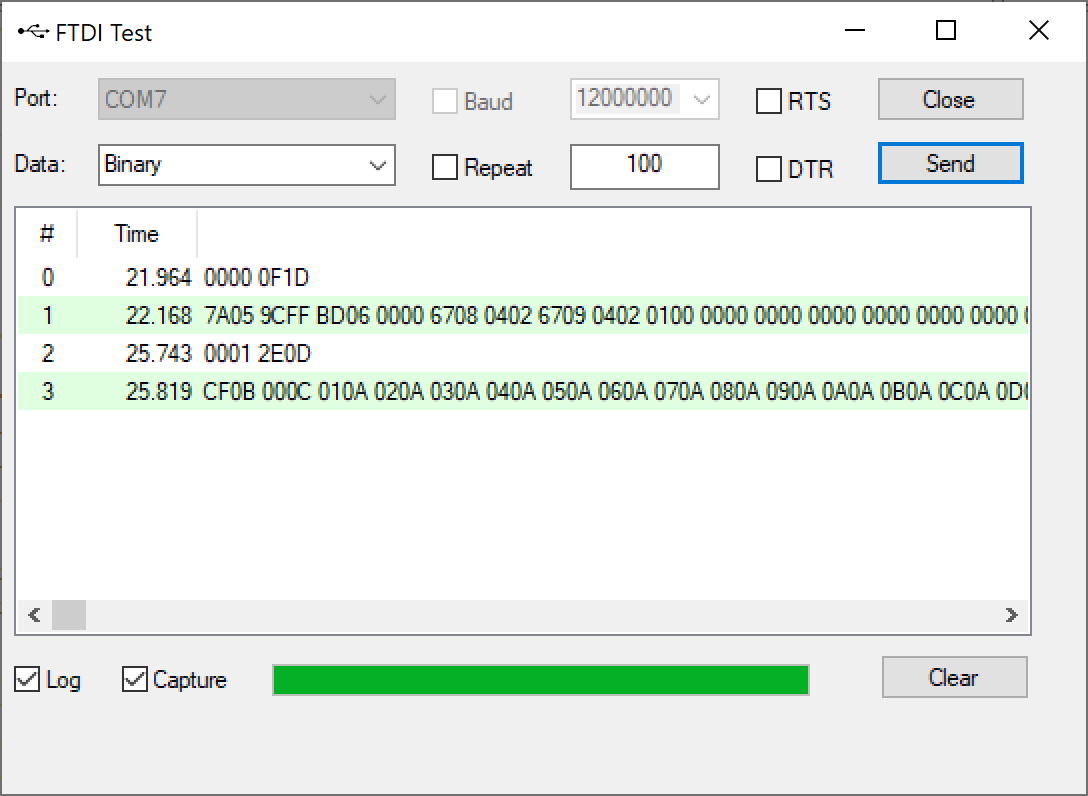 FTDI Test
Port: COM7 Baud 12000000 RTS Close
Data: Binary Repeat 100 DTR Send
# Time
0 21.964 0000 0F1D
1 22.168 7A05 9CFF BD06 0000 6708 0402 6709 0402 0100 0000 0000 0000 0000 0000 0000
2 25.743 0001 2E0D
3 25.819 CF0B 000C 010A 020A 030A 040A 050A 060A 070A 080A 090A 0A0A 0B0A 0C0A
Log Capture Clear